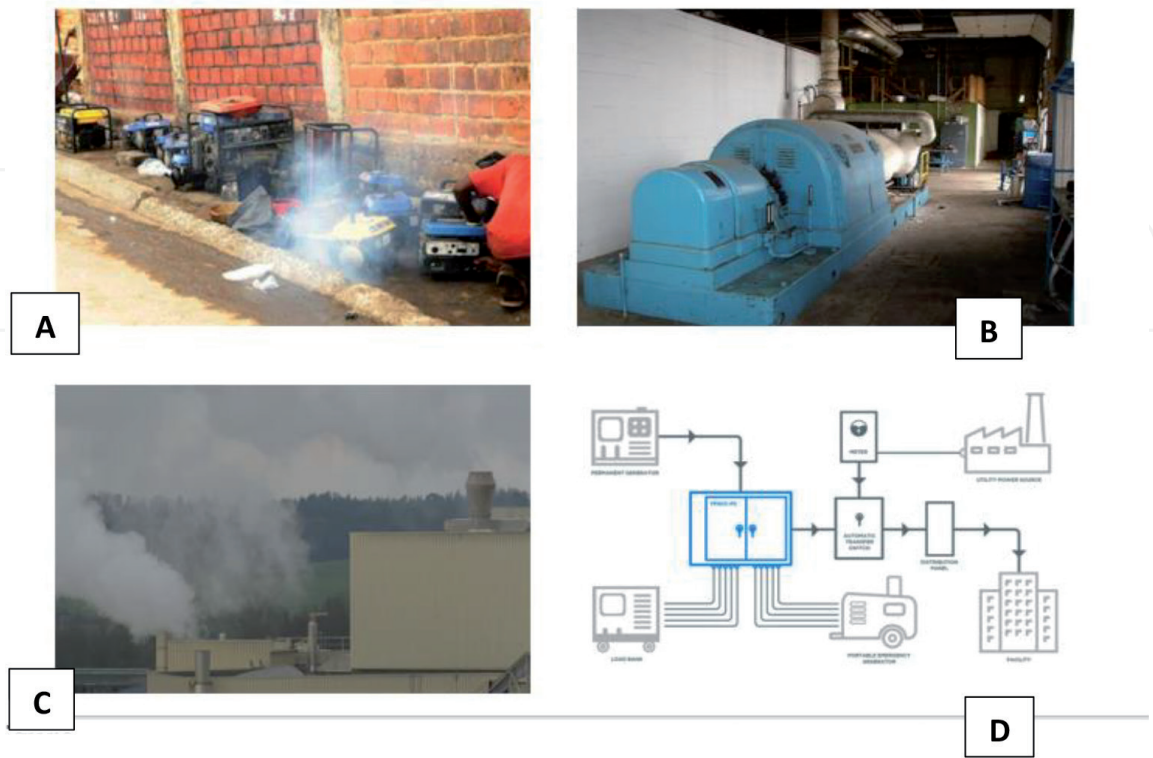 A
B
PERMANENT GENERATOR
METER
UTILITY POWER SOURCE
AUTOMATIC
TRANSFER
SWITCH
DISTRIBUTION
PANEL
LOAD BANK
PORTABLE EMERGENCY
GENERATOR
FACILITY
C
D